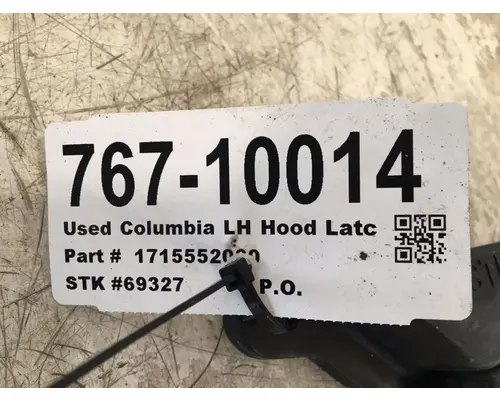 767-10014
Used Columbia LH Hood Latc
Part #
STK #69327 P.O.